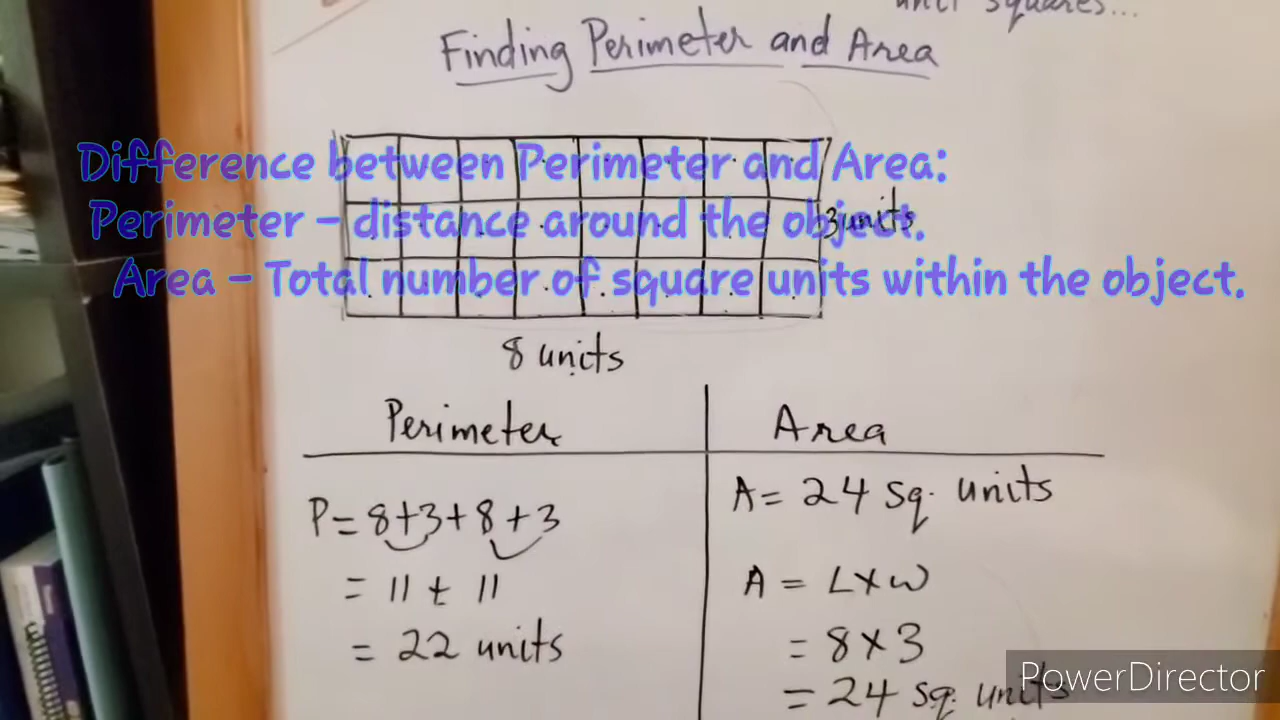 unit squares...
Finding Perimeter and Area
Difference between Perimeter and Area:
Perimeter - distance around the object.
3 units
Area - Total number of square units within the object.
8 units
Perimeter
Area
P = 8+3+8+3
= 11 + 11
= 22 units
A = 24 sq. units
A = L x W
= 8 x 3
= 24 sq. units
PowerDirector